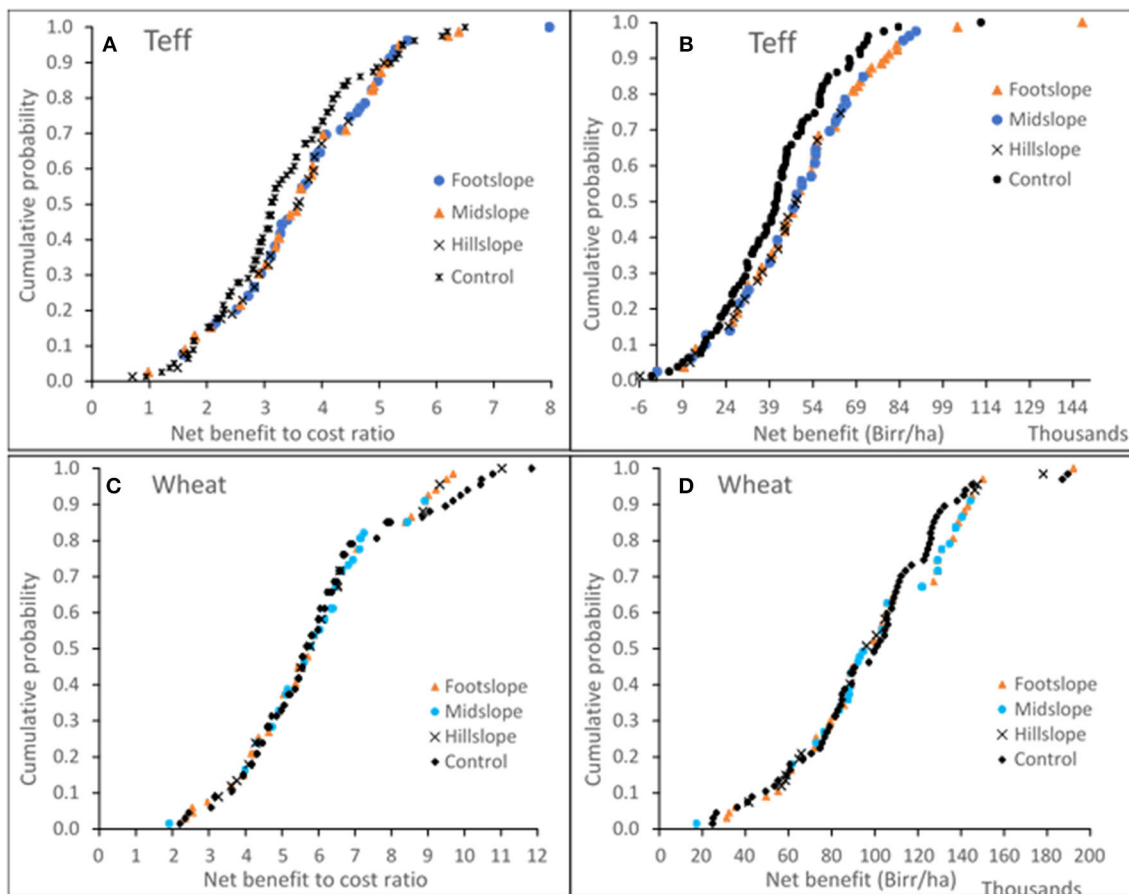 A Teff
Cumulative probability
1.0
0.9
0.8
0.7
0.6
0.5
0.4
0.3
0.2
0.1
0.0
Footslope
Midslope
Hillslope
Control
0 1 2 3 4 5 6 7 8
Net benefit to cost ratio
B Teff
Cumulative probability
1.0
0.9
0.8
0.7
0.6
0.5
0.4
0.3
0.2
0.1
0.0
Footslope
Midslope
Hillslope
Control
-6 9 24 39 54 69 84 99 114 129 144
Net benefit (Birr/ha) Thousands
C Wheat
Cumulative probability
1.0
0.9
0.8
0.7
0.6
0.5
0.4
0.3
0.2
0.1
0.0
Footslope
Midslope
Hillslope
Control
0 1 2 3 4 5 6 7 8 9 10 11 12
Net benefit to cost ratio
D Wheat
Cumulative probability
1.0
0.9
0.8
0.7
0.6
0.5
0.4
0.3
0.2
0.1
0.0
Footslope
Midslope
Hillslope
Control
0 20 40 60 80 100 120 140 160 180 200
Net benefit (Birr/ha) Thousands